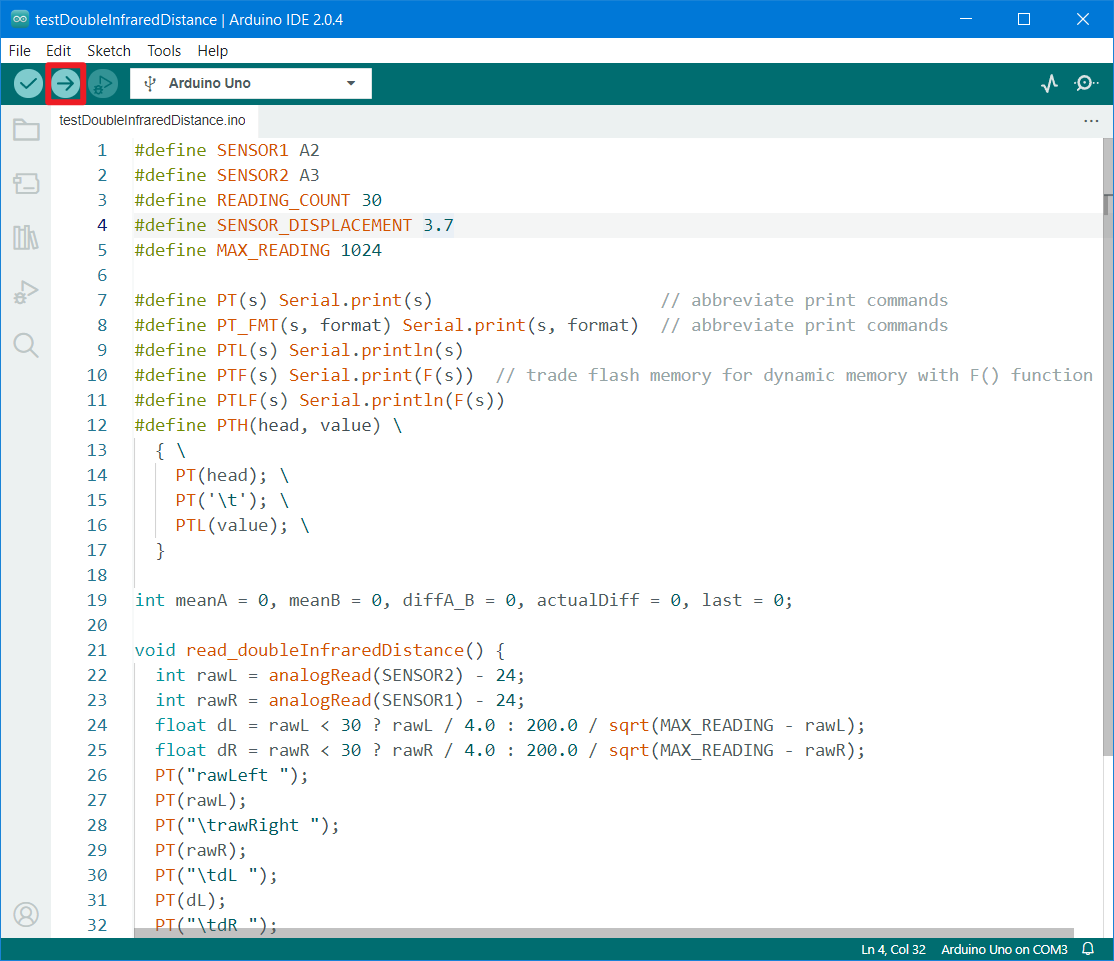 testDoubleInfraredDistance | Arduino IDE 2.0.4
File Edit Sketch Tools Help
Arduino Uno
testDoubleInfraredDistance.ino
1 #define SENSOR1 A2
2 #define SENSOR2 A3
3 #define READING_COUNT 30
4 #define SENSOR_DISPLACEMENT 3.7
5 #define MAX_READING 1024
6
7 #define PT(s) Serial.print(s) // abbreviate print commands
8 #define PT_FMT(s, format) Serial.print(s, format) // abbreviate print commands
9 #define PTL(s) Serial.println(s)
10 #define PTF(s) Serial.print(F(s)) // trade flash memory for dynamic memory with F() function
11 #define PTLF(s) Serial.println(F(s))
12 #define PTH(head, value) \
13 { \
14 PT(head); \
15 PT('\t'); \
16 PTL(value); \
17 }
18
19 int meanA = 0, meanB = 0, diffA_B = 0, actualDiff = 0, last = 0;
20
21 void read_doubleInfraredDistance() {
22 int rawL = analogRead(SENSOR2) - 24;
23 int rawR = analogRead(SENSOR1) - 24;
24 float dL = rawL < 30 ? rawL / 4.0 : 200.0 / sqrt(MAX_READING - rawL);
25 float dR = rawR < 30 ? rawR / 4.0 : 200.0 / sqrt(MAX_READING - rawR);
26 PT("rawLeft ");
27 PT(rawL);
28 PT("\trawRight ");
29 PT(rawR);
30 PT("\tdL ");
31 PT(dL);
32 PT("\tdR ");
Ln 4, Col 32 Arduino Uno on COM3